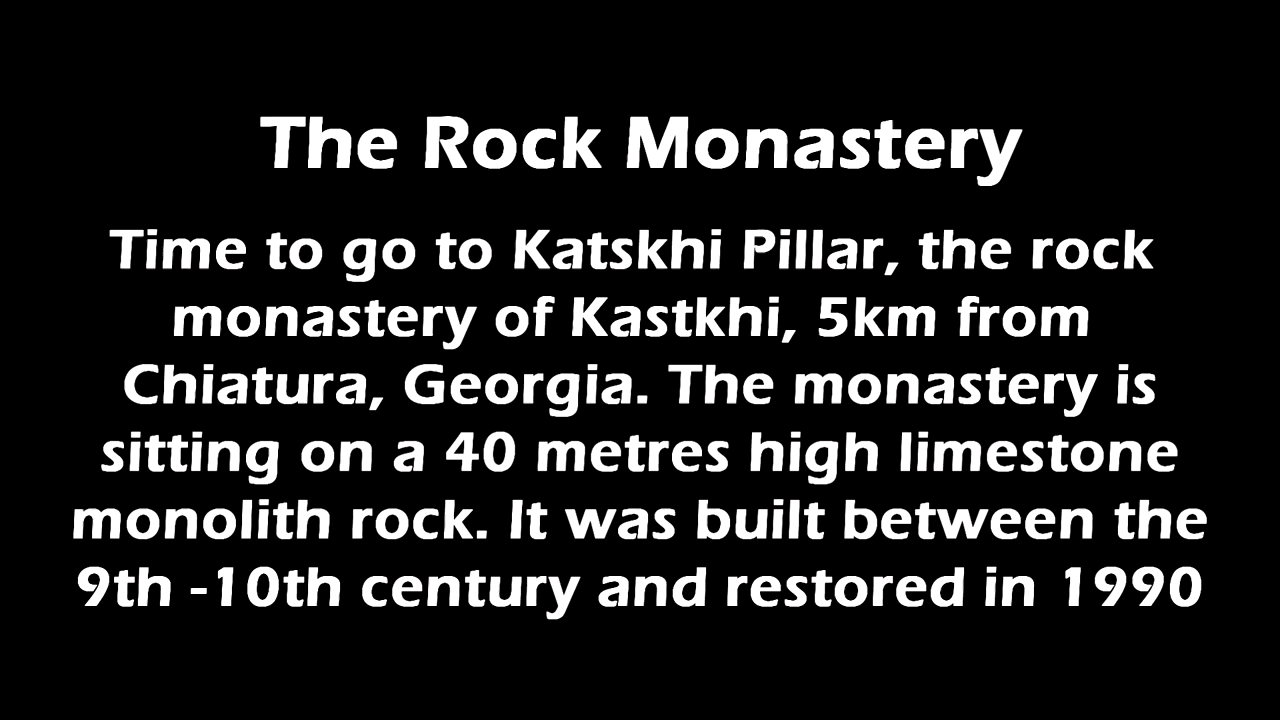 The Rock Monastery
Time to go to Katskhi Pillar, the rock
monastery of Kastkhi, 5km from
Chiatura, Georgia. The monastery is
sitting on a 40 metres high limestone
monolith rock. It was built between the
9th -10th century and restored in 1990